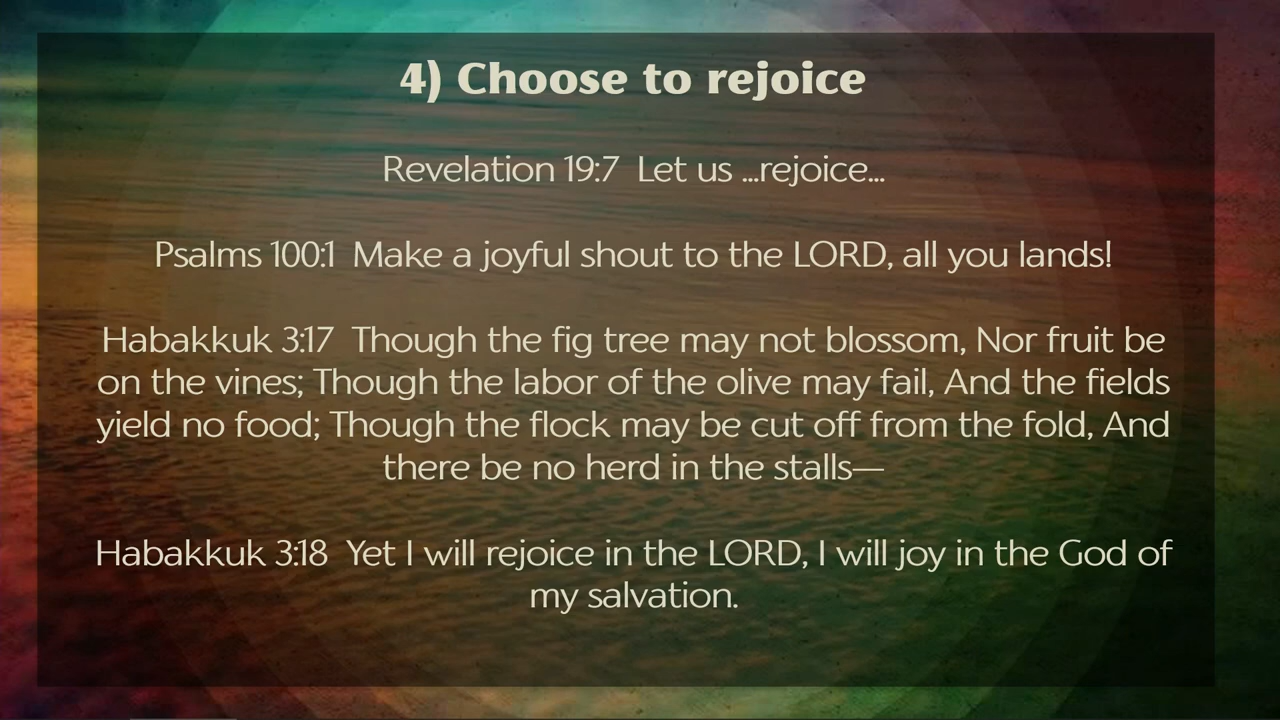 4) Choose to rejoice
Revelation 19:7 Let us ...rejoice...
Psalms 100:1 Make a joyful shout to the LORD, all you lands!
Habakkuk 3:17 Though the fig tree may not blossom, Nor fruit be
on the vines; Though the labor of the olive may fail, And the fields
yield no food; Though the flock may be cut off from the fold, And
there be no herd in the stalls—
Habakkuk 3:18 Yet I will rejoice in the LORD, I will joy in the God of
my salvation.